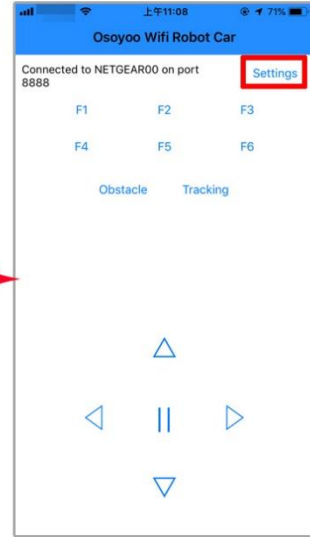 上午11:08
71%
Osoyoo Wifi Robot Car
Connected to NETGEAR00 on port
8888
Settings
F1 F2 F3
F4 F5 F6
Obstacle Tracking